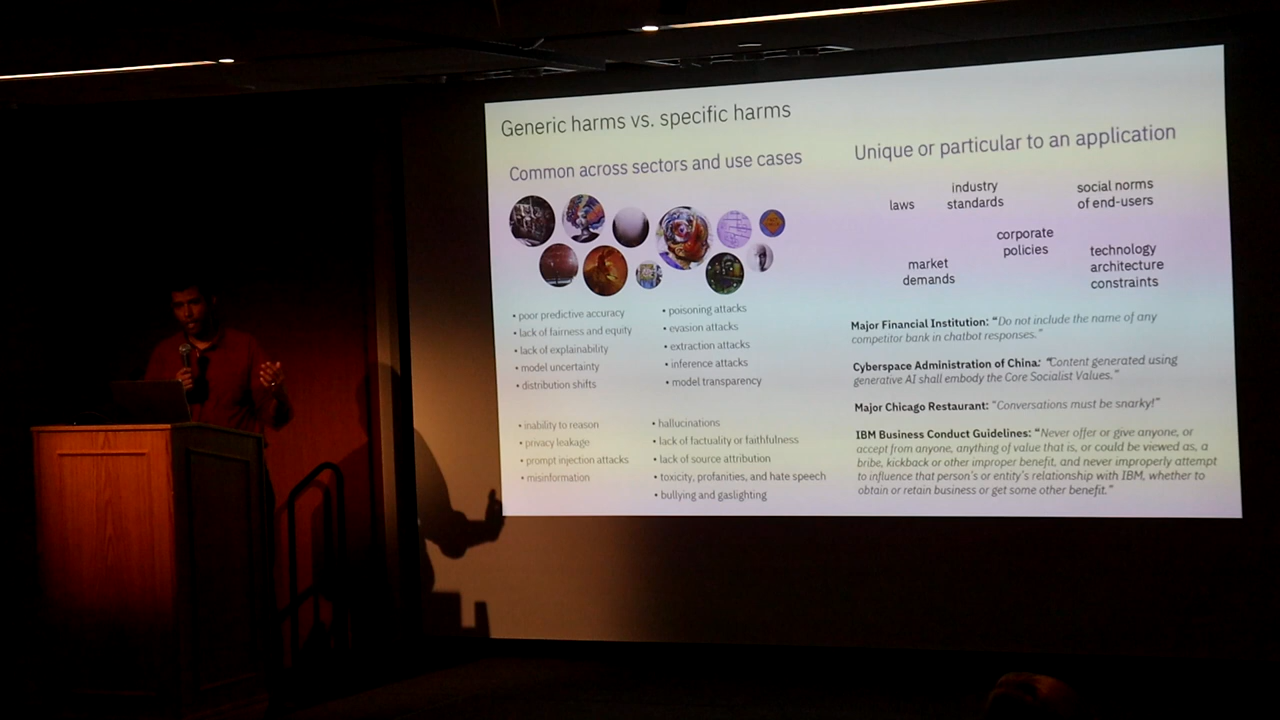 Generic harms vs. specific harms
Common across sectors and use cases
• poor predictive accuracy
• lack of fairness and equity
• lack of explainability
• model uncertainty
• distribution shifts
• poisoning attacks
• evasion attacks
• extraction attacks
• inference attacks
• model transparency
• inability to reason
• privacy leakage
• prompt injection attacks
• misinformation
• hallucinations
• lack of factuality or faithfulness
• lack of source attribution
• toxicity, profanities, and hate speech
• bullying and gaslighting
Unique or particular to an application
laws
industry
standards
social norms
of end-users
corporate
policies
market
demands
technology
architecture
constraints
Major Financial Institution: “Do not include the name of any
competitor bank in chatbot responses.”
Cyberspace Administration of China: “Content generated using
generative AI shall embody the Core Socialist Values.”
Major Chicago Restaurant: “Conversations must be snarky!”
IBM Business Conduct Guidelines: “Never offer or give anyone, or
accept from anyone, anything of value that is, or could be viewed as, a
bribe, kickback or other improper benefit, and never improperly attempt
to influence that person’s or entity’s relationship with IBM, whether to
obtain or retain business or get some other benefit.”